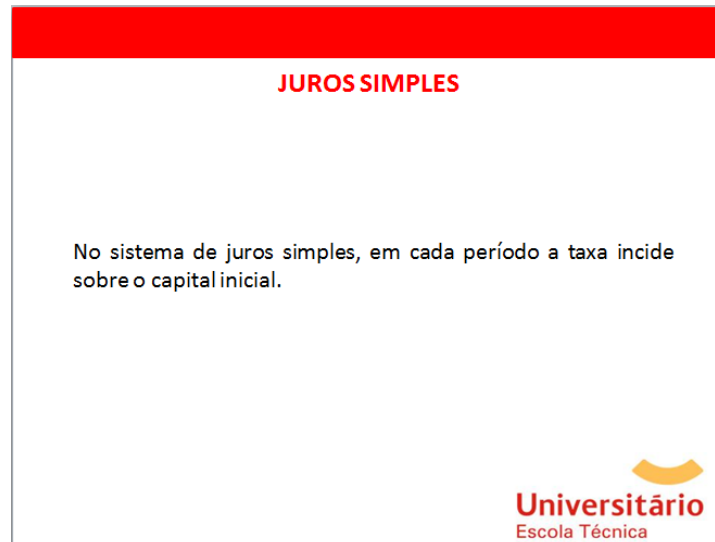 JUROS SIMPLES
No sistema de juros simples, em cada período a taxa incide
sobre o capital inicial.
Universitário
Escola Técnica